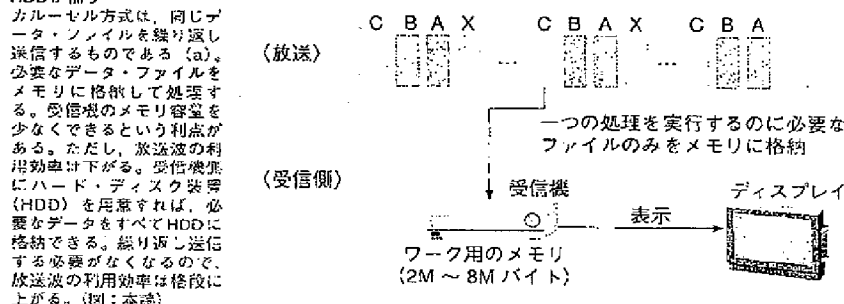 カルーセル方式は，同じデ
ータ・ファイルを繰り返し
送信するものである（a）。
必要なデータ・ファイルを
メモリに格納して処理す
る。受信機のメモリ容量を
少なくできるという利点が
ある。ただし，放送波の利
用効率は下がる。受信機側
にハード・ディスク装置
（HDD）を用意すれば，必
要なデータをすべてHDDに
格納できる。繰り返し送信
する必要がなくなるので，
放送波の利用効率は格段に
上がる。（図：本誌）
C B A X C B A X C B A
〈放送〉
… …
一つの処理を実行するのに必要な
ファイルのみをメモリに格納
〈受信側〉
受信機
表示
ディスプレイ
ワーク用のメモリ
（2M ～ 8M バイト）